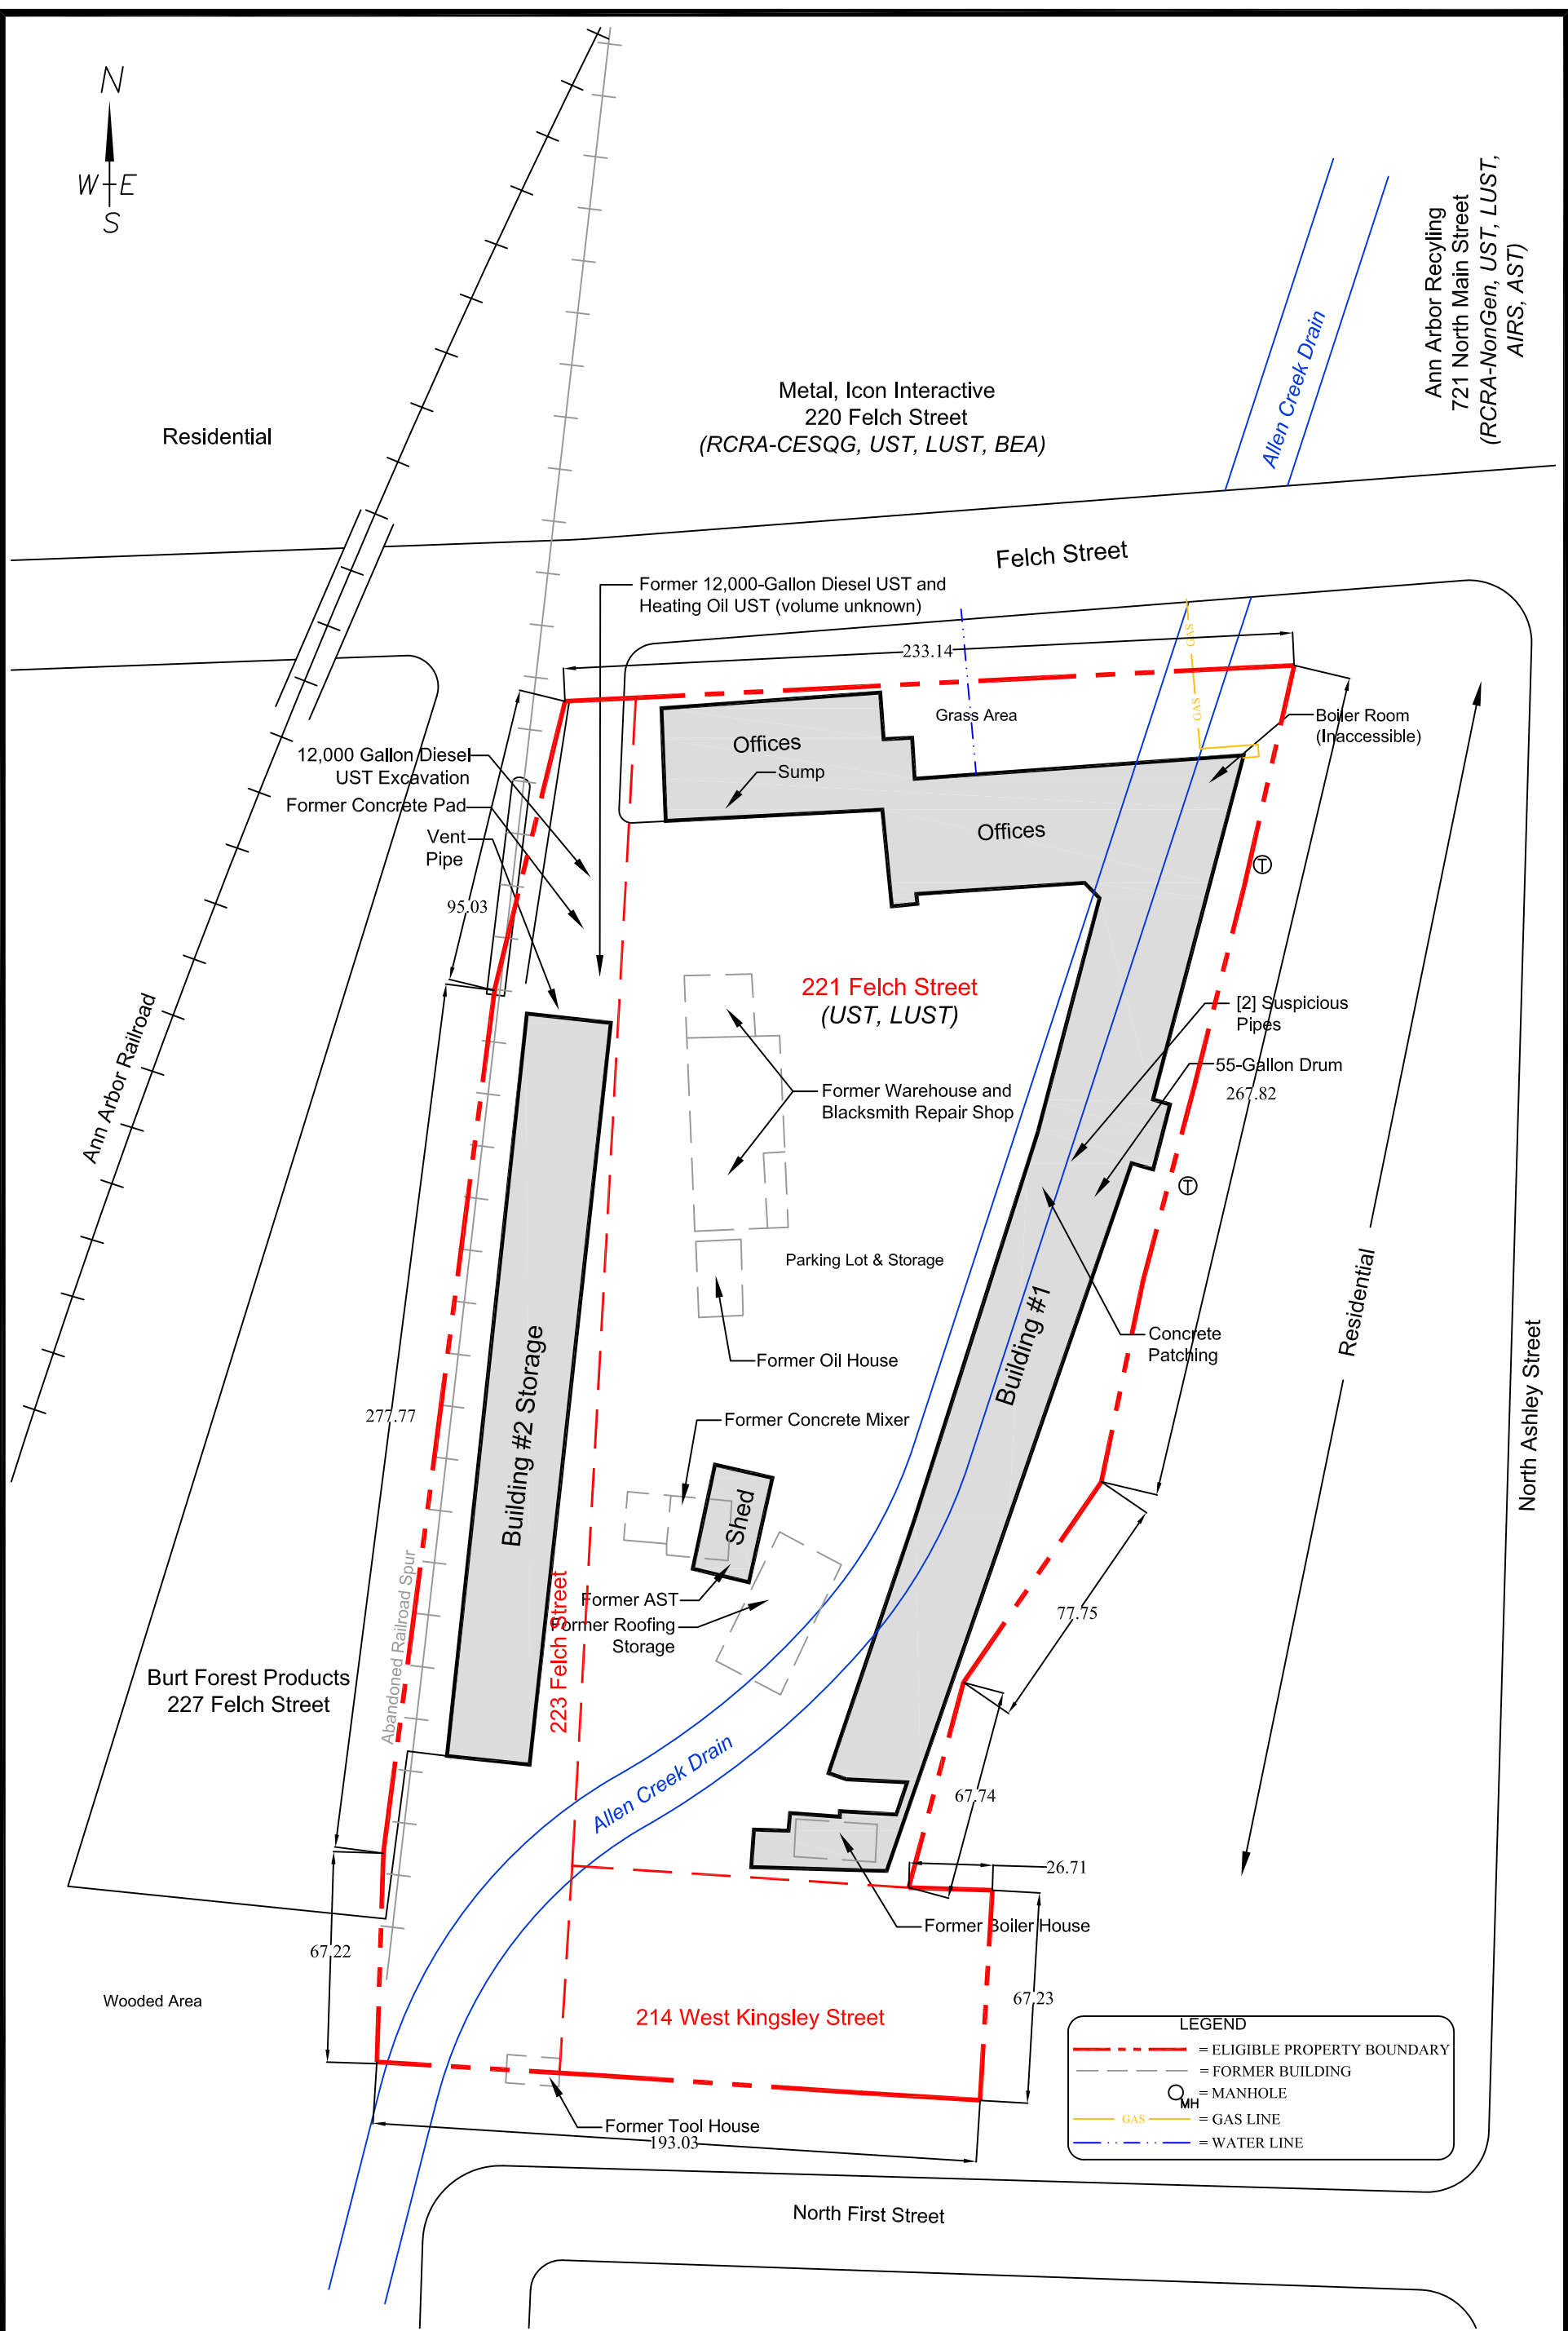 N
W E
S
Residential
Metal, Icon Interactive
220 Felch Street
(RCRA-CESQG, UST, LUST, BEA)
Allen Creek Drain
Ann Arbor Recyling
721 North Main Street
(RCRA-NonGen, UST, LUST,
AIRS, AST)
Felch Street
Former 12,000-Gallon Diesel UST and
Heating Oil UST (volume unknown)
233.14
GAS
GAS
Grass Area
Boiler Room
(Inaccessible)
Offices
Sump
Offices
12,000 Gallon Diesel
UST Excavation
Former Concrete Pad
Vent
Pipe
95.03
T
221 Felch Street
(UST, LUST)
[2] Suspicious
Pipes
55-Gallon Drum
267.82
Former Warehouse and
Blacksmith Repair Shop
Ann Arbor Railroad
T
Parking Lot & Storage
Residential
Building #1
Concrete
Patching
Former Oil House
Building #2 Storage
277.77
Former Concrete Mixer
North Ashley Street
Shed
Former AST
Former Roofing
Storage
223 Felch Street
77.75
Abandoned Railroad Spur
Burt Forest Products
227 Felch Street
Allen Creek Drain
67.74
26.71
Former Boiler House
67.22
Wooded Area
67.23
214 West Kingsley Street
Former Tool House
193.03
LEGEND
= ELIGIBLE PROPERTY BOUNDARY
= FORMER BUILDING
MH = MANHOLE
GAS = GAS LINE
= WATER LINE
North First Street